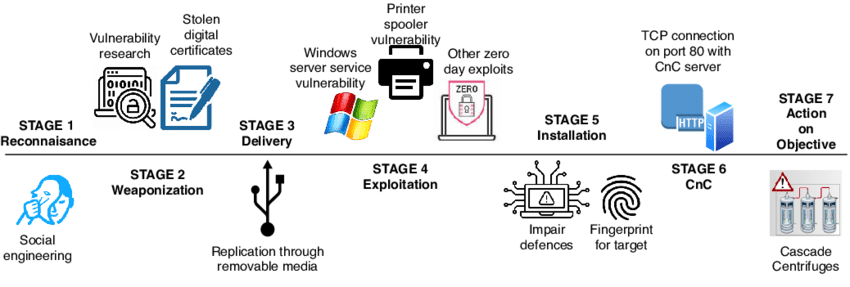 Vulnerability
research
Stolen
digital
certificates
Windows
server service
vulnerability
Printer
spooler
vulnerability
Other zero
day exploits
ZERO
TCP connection
on port 80 with
CnC server
HTTP
STAGE 1
Reconnaisance
STAGE 2
Weaponization
STAGE 3
Delivery
STAGE 4
Exploitation
STAGE 5
Installation
STAGE 6
CnC
STAGE 7
Action
on
Objective
Social
engineering
Replication through
removable media
Impair
defences
Fingerprint
for target
Cascade
Centrifuges